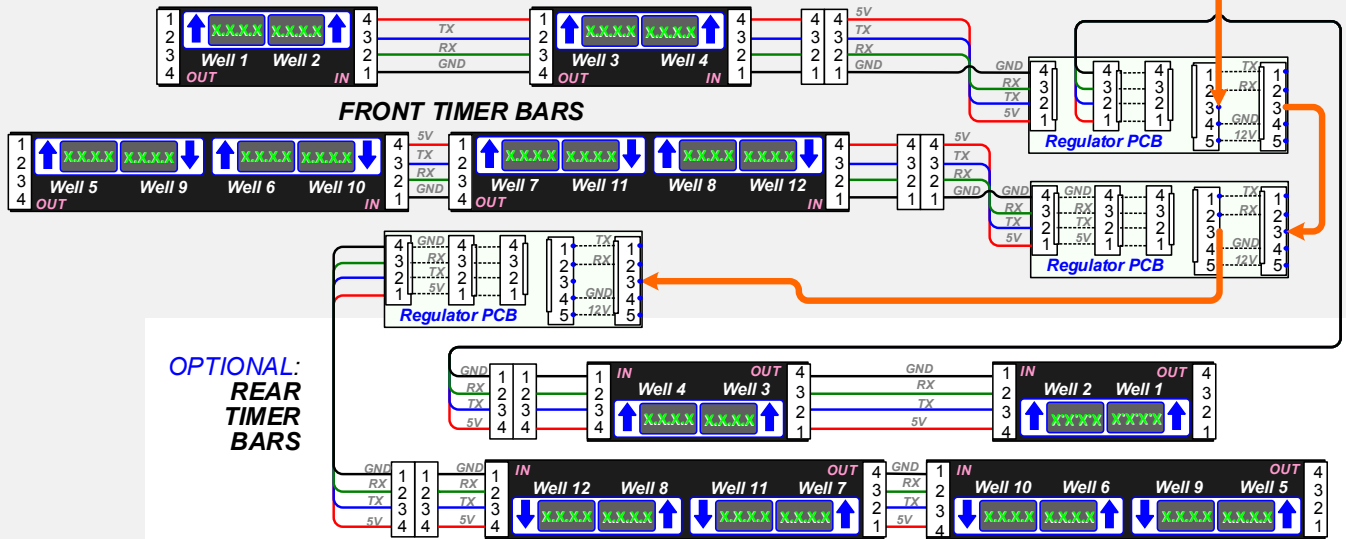 1 X.X.X.X X.X.X.X 4 1 X.X.X.X X.X.X.X 4 4 4 5V
2 3 TX 2 3 3 3 TX
3 Well 1 Well 2 2 RX 3 Well 3 Well 4 2 2 2 RX
4 OUT IN 1 GND 4 OUT IN 1 1 1 GND
GND 4 4 4 1 TX 1
RX 3 3 3 2 RX 2
TX 2 2 2 3 3
5V 1 1 1 4 GND 4
5 12V 5
Regulator PCB
FRONT TIMER BARS
1 X.X.X.X X.X.X.X X.X.X.X X.X.X.X 4 5V 1 X.X.X.X X.X.X.X X.X.X.X X.X.X.X 4 5V 4 4 5V
2 3 TX 2 3 TX 3 3 TX
3 Well 5 Well 9 Well 6 Well 10 2 RX 3 Well 7 Well 11 Well 8 Well 12 2 RX 2 2 RX
4 OUT IN 1 GND 4 OUT IN 1 GND 1 1 GND
GND 4 GND 4 4 1 TX 1
RX 3 RX 3 3 2 RX 2
TX 2 TX 2 2 3 3
5V 1 5V 1 1 4 GND 4
5 12V 5
Regulator PCB
4 GND 4 4 1 TX 1
3 RX 3 3 2 RX 2
2 TX 2 2 3 3
1 5V 1 1 4 GND 4
5 12V 5
Regulator PCB
OPTIONAL:
REAR
TIMER
BARS
GND 1 1 1 IN OUT 4 GND 1 IN OUT 4
RX 2 2 2 Well 4 Well 3 3 RX 2 Well 2 Well 1 3
TX 3 3 3 X.X.X.X X.X.X.X 2 TX 3 X.X.X.X X.X.X.X 2
5V 4 4 4 1 5V 4 1
GND 1 1 GND 1 IN OUT 4 GND 1 IN OUT 4
RX 2 2 RX 2 Well 12 Well 8 Well 11 Well 7 3 RX 2 Well 10 Well 6 Well 9 Well 5 3
TX 3 3 TX 3 X.X.X.X X.X.X.X X.X.X.X X.X.X.X 2 TX 3 X.X.X.X X.X.X.X X.X.X.X X.X.X.X 2
5V 4 4 5V 4 1 5V 4 1